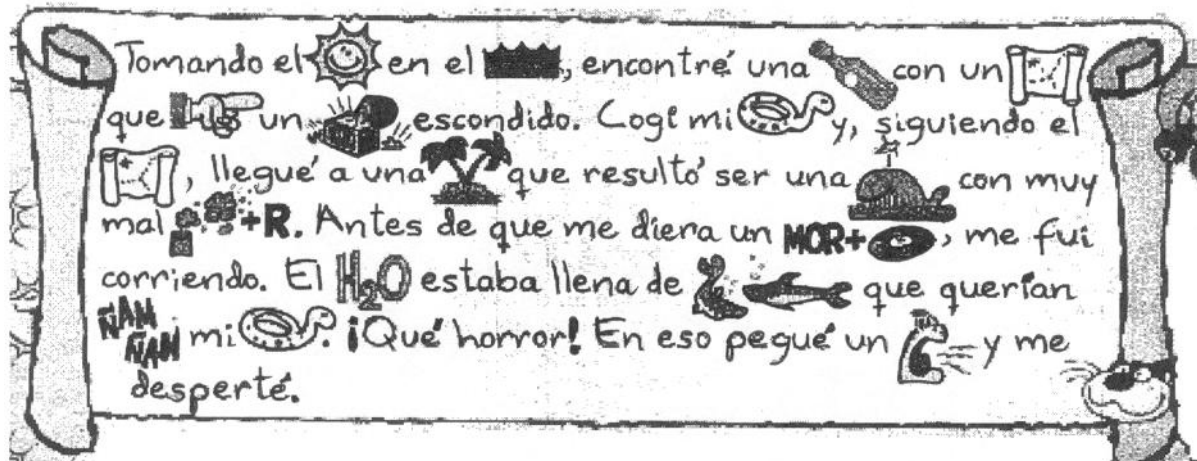 Tomando el en el , encontré una con un
que un escondido. Cogí mi y, siguiendo el
, llegué a una que resultó ser una con muy
mal +R. Antes de que me diera un MOR+ , me fui
corriendo. El H₂O estaba llena de que querían
ÑAM ÑAM mi . ¡Qué horror! En eso pegué un y me
desperté.